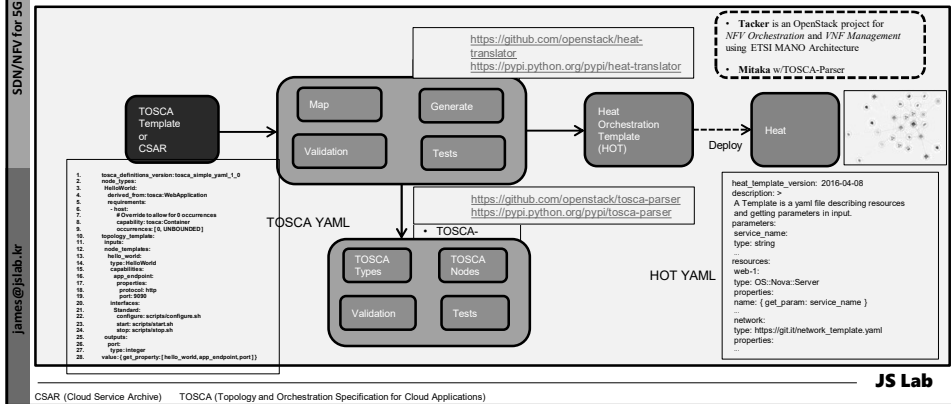 SDN/NFV for 5G
james@jslab.kr
https://github.com/openstack/heat-
translator
https://pypi.python.org/pypi/heat-translator
• Tacker is an OpenStack project for
NFV Orchestration and VNF Management
using ETSI MANO Architecture
• Mitaka w/TOSCA-Parser
TOSCA
Template
or
CSAR
Map
Generate
Validation
Tests
Heat
Orchestration
Template
(HOT)
Deploy
Heat
1. tosca_definitions_version: tosca_simple_yaml_1_0
2. node_types:
3. HelloWorld:
4. derived_from: tosca:WebApplication
5. requirements:
6. - host:
7. # Override to allow for 0 occurrences
8. capability: tosca:Container
9. occurrences: [ 0, UNBOUNDED ]
10. topology_template:
11. inputs:
12. node_templates:
13. hello_world:
14. type: HelloWorld
15. capabilities:
16. app_endpoint:
17. properties:
18. protocol: http
19. port: 9090
20. interfaces:
21. Standard:
22. configure: scripts/configure.sh
23. start: scripts/start.sh
24. stop: scripts/stop.sh
25. outputs:
26. port:
27. type: integer
28. value: { get_property: [ hello_world, app_endpoint, port ] }
TOSCA YAML
https://github.com/openstack/tosca-parser
https://pypi.python.org/pypi/tosca-parser
• TOSCA-
TOSCA
Types
TOSCA
Nodes
Validation
Tests
HOT YAML
heat_template_version: 2016-04-08
description: >
A Template is a yaml file describing resources
and getting parameters in input.
parameters:
service_name:
type: string
...
resources:
web-1:
type: OS::Nova::Server
properties:
name: { get_param: service_name }
...
network:
type: https://git.it/network_template.yaml
properties:
...
JS Lab
CSAR (Cloud Service Archive) TOSCA (Topology and Orchestration Specification for Cloud Applications)